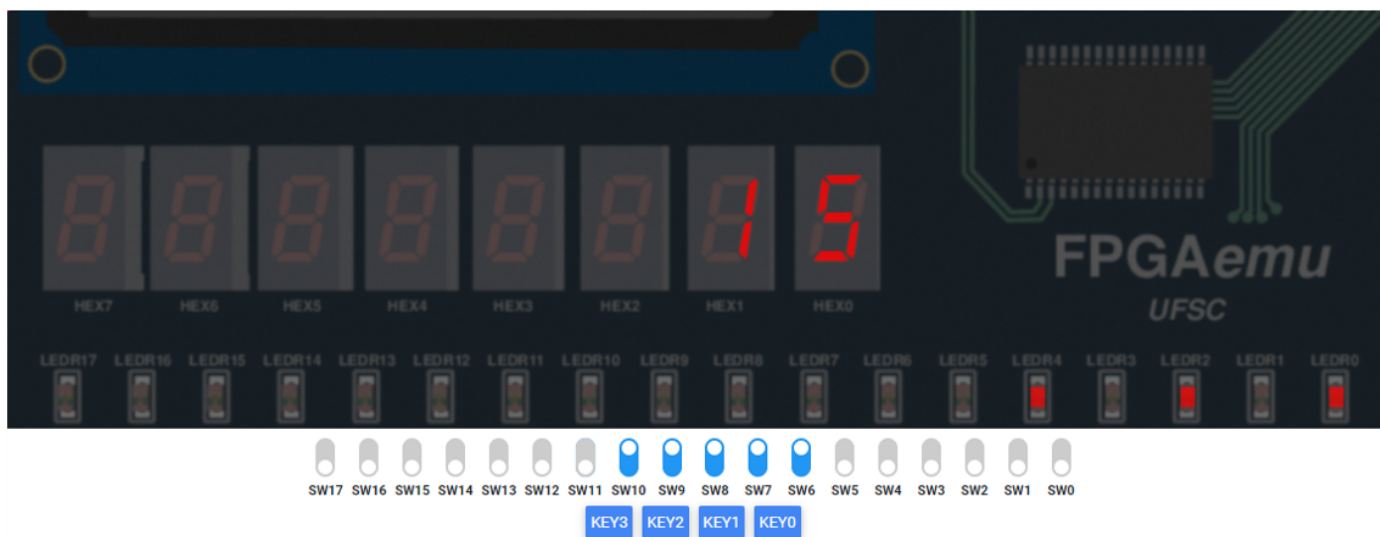 15
HEX7 HEX6 HEX5 HEX4 HEX3 HEX2 HEX1 HEX0
FPGAemu
UFSC
LEDR17 LEDR16 LEDR15 LEDR14 LEDR13 LEDR12 LEDR11 LEDR10 LEDR9 LEDR8 LEDR7 LEDR6 LEDR5 LEDR4 LEDR3 LEDR2 LEDR1 LEDR0
SW17 SW16 SW15 SW14 SW13 SW12 SW11 SW10 SW9 SW8 SW7 SW6 SW5 SW4 SW3 SW2 SW1 SW0
KEY3 KEY2 KEY1 KEY0